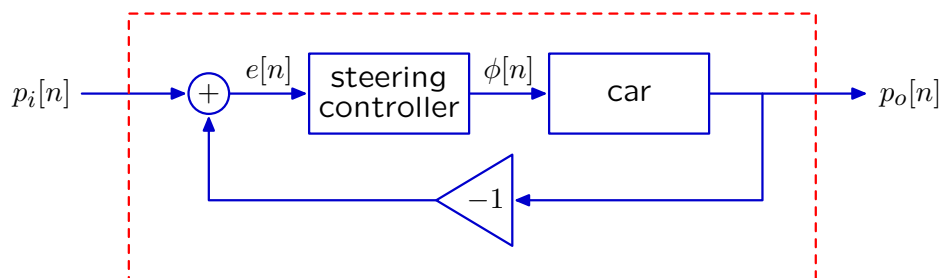 p_i[n]
+
e[n]
steering
controller
ϕ[n]
car
p_o[n]
−1